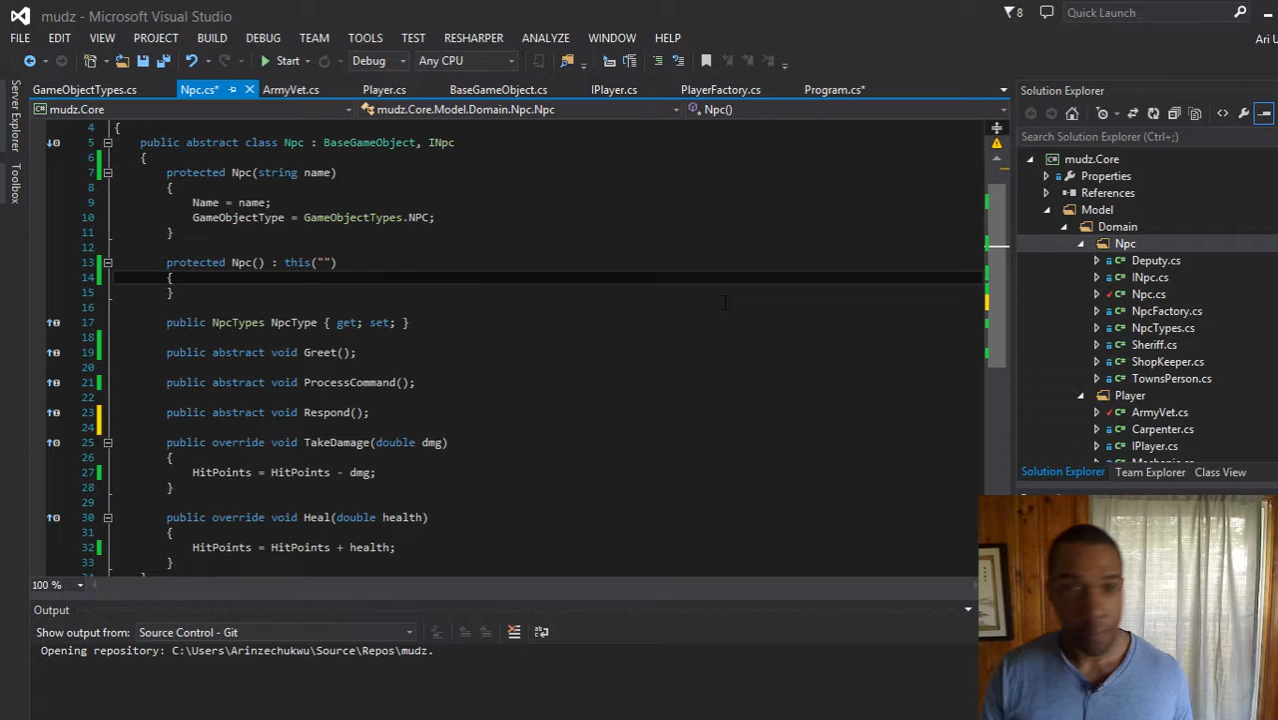 mudz - Microsoft Visual Studio
8
Quick Launch
FILE EDIT VIEW PROJECT BUILD DEBUG TEAM TOOLS TEST RESHARPER ANALYZE WINDOW HELP
Ari U
Start Debug Any CPU
Server Explorer
Toolbox
GameObjectTypes.cs Npc.cs* ArmyVet.cs Player.cs BaseGameObject.cs IPlayer.cs PlayerFactory.cs Program.cs*
mudz.Core mudz.Core.Model.Domain.Npc.Npc Npc()
4 {
5 public abstract class Npc : BaseGameObject, INpc
6 {
7 protected Npc(string name)
8 {
9 Name = name;
10 GameObjectType = GameObjectTypes.NPC;
11 }
12
13 protected Npc() : this("")
14 {
15 }
16
17 public NpcTypes NpcType { get; set; }
18
19 public abstract void Greet();
20
21 public abstract void ProcessCommand();
22
23 public abstract void Respond();
24
25 public override void TakeDamage(double dmg)
26 {
27 HitPoints = HitPoints - dmg;
28 }
29
30 public override void Heal(double health)
31 {
32 HitPoints = HitPoints + health;
33 }
100 %
Solution Explorer
Search Solution Explorer (Ctrl+;)
mudz.Core
Properties
References
Model
Domain
Npc
Deputy.cs
INpc.cs
Npc.cs
NpcFactory.cs
NpcTypes.cs
Sheriff.cs
ShopKeeper.cs
TownsPerson.cs
Player
ArmyVet.cs
Carpenter.cs
IPlayer.cs
Solution Explorer Team Explorer Class View
Output
Show output from: Source Control - Git
Opening repository: C:\Users\Arinzechukwu\Source\Repos\mudz.